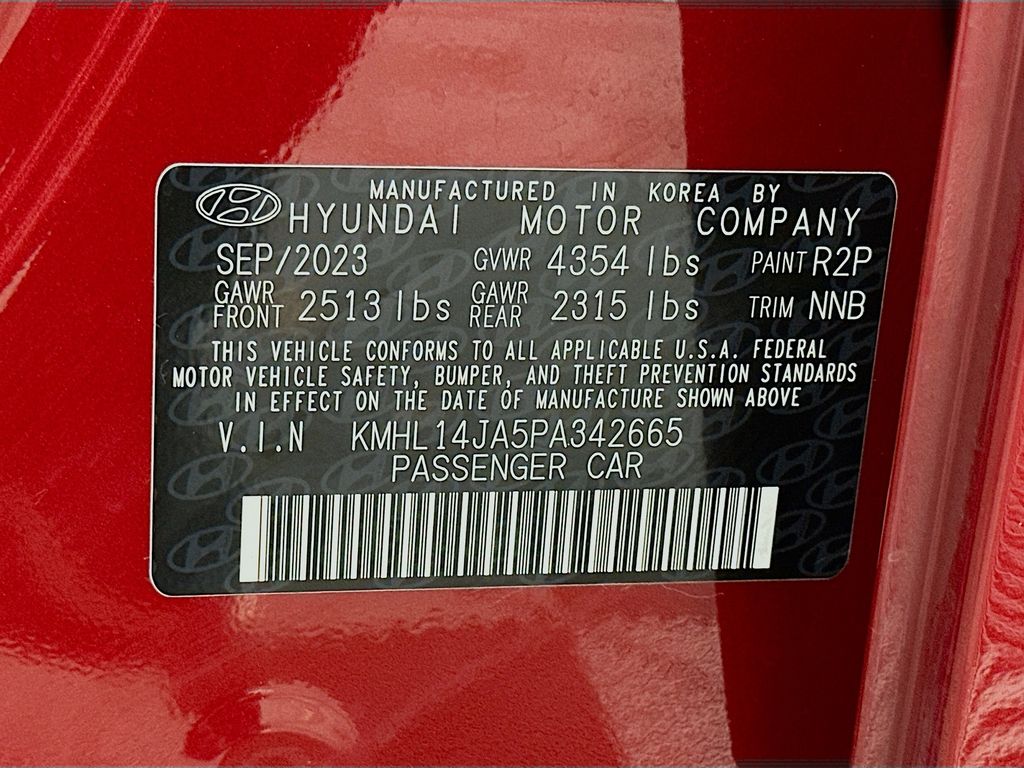 MANUFACTURED IN KOREA BY
HYUNDAI MOTOR COMPANY
SEP/2023 GVWR 4354 lbs PAINT R2P
GAWR FRONT 2513 lbs GAWR REAR 2315 lbs TRIM NNB
THIS VEHICLE CONFORMS TO ALL APPLICABLE U.S.A. FEDERAL
MOTOR VEHICLE SAFETY, BUMPER, AND THEFT PREVENTION STANDARDS
IN EFFECT ON THE DATE OF MANUFACTURE SHOWN ABOVE
V.I.N KMHL14JA5PA342665
PASSENGER CAR